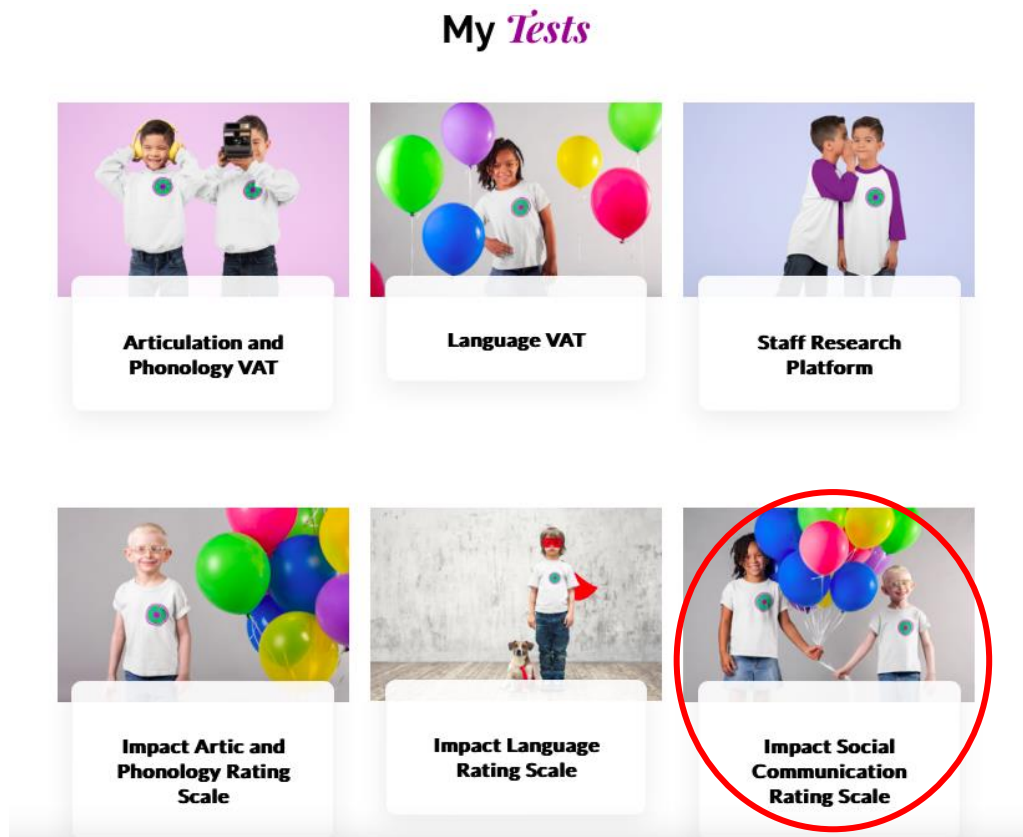 My Tests
Articulation and
Phonology VAT
Language VAT
Staff Research
Platform
Impact Artic and
Phonology Rating
Scale
Impact Language
Rating Scale
Impact Social
Communication
Rating Scale